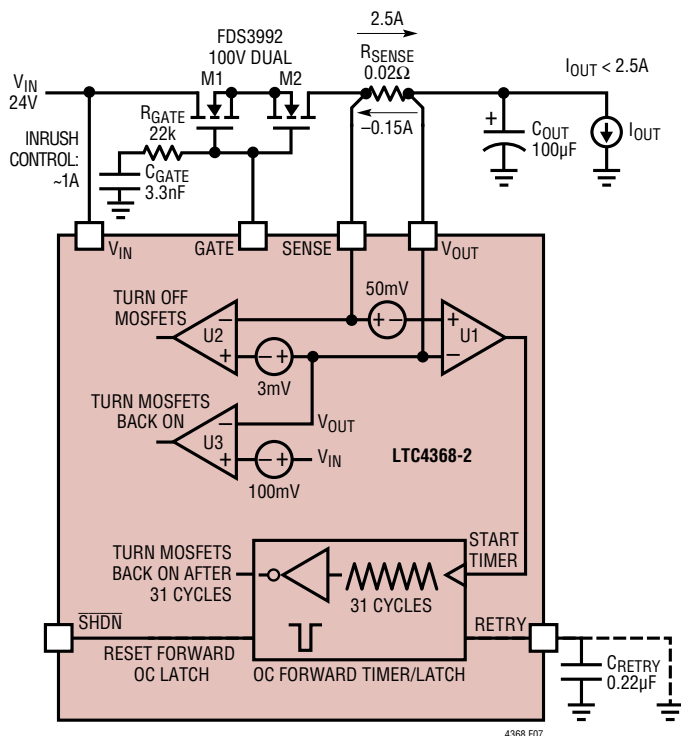 2.5A
FDS3992
100V DUAL
M1
M2
RSENSE
0.02Ω
IOUT < 2.5A
VIN
24V
–0.15A
RGATE
22k
INRUSH
CONTROL:
~1A
CGATE
3.3nF
+
COUT
100µF
IOUT
VIN
GATE
SENSE
VOUT
50mV
TURN OFF
MOSFETS
–
U2
+
+ –
+
U1
–
– +
3mV
TURN MOSFETS
BACK ON
–
U3
+
VOUT
– +
VIN
100mV
LTC4368-2
START
TIMER
TURN MOSFETS
BACK ON AFTER
31 CYCLES
31 CYCLES
SHDN
RETRY
RESET FORWARD
OC LATCH
OC FORWARD TIMER/LATCH
CRETRY
0.22µF
4368 F07